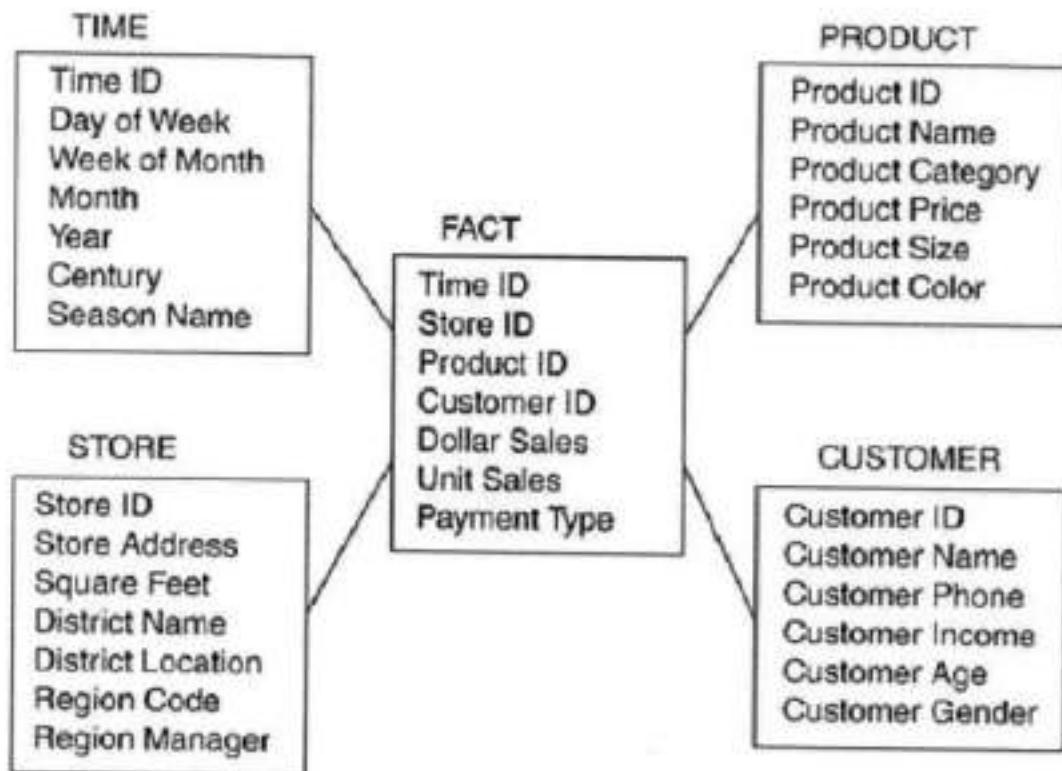 TIME
Time ID
Day of Week
Week of Month
Month
Year
Century
Season Name
PRODUCT
Product ID
Product Name
Product Category
Product Price
Product Size
Product Color
FACT
Time ID
Store ID
Product ID
Customer ID
Dollar Sales
Unit Sales
Payment Type
STORE
Store ID
Store Address
Square Feet
District Name
District Location
Region Code
Region Manager
CUSTOMER
Customer ID
Customer Name
Customer Phone
Customer Income
Customer Age
Customer Gender